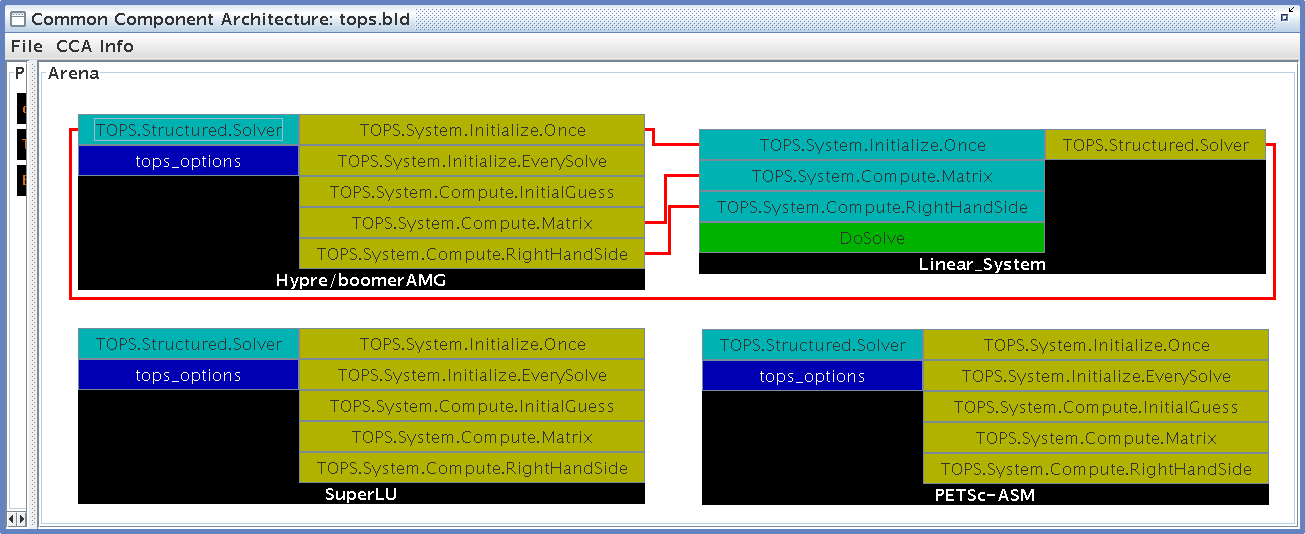 Common Component Architecture: tops.bld
File CCA Info
P
Arena
TOPS.Structured.Solver
tops_options
TOPS.System.Initialize.Once
TOPS.System.Initialize.EverySolve
TOPS.System.Compute.InitialGuess
TOPS.System.Compute.Matrix
TOPS.System.Compute.RightHandSide
Hypre/boomerAMG
TOPS.System.Initialize.Once
TOPS.System.Compute.Matrix
TOPS.System.Compute.RightHandSide
DoSolve
TOPS.Structured.Solver
Linear_System
TOPS.Structured.Solver
tops_options
TOPS.System.Initialize.Once
TOPS.System.Initialize.EverySolve
TOPS.System.Compute.InitialGuess
TOPS.System.Compute.Matrix
TOPS.System.Compute.RightHandSide
SuperLU
TOPS.Structured.Solver
tops_options
TOPS.System.Initialize.Once
TOPS.System.Initialize.EverySolve
TOPS.System.Compute.InitialGuess
TOPS.System.Compute.Matrix
TOPS.System.Compute.RightHandSide
PETSc-ASM